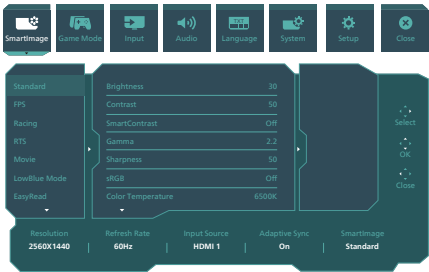 SmartImage Game Mode Input Audio Language System Setup Close
TXT
Standard
FPS
Racing
RTS
Movie
LowBlue Mode
EasyRead
Brightness 30
Contrast 50
SmartContrast Off
Gamma 2.2
Sharpness 50
sRGB Off
Color Temperature 6500K
Select
OK
Close
Resolution Refresh Rate Input Source Adaptive Sync SmartImage
2560X1440 60Hz HDMI 1 On Standard